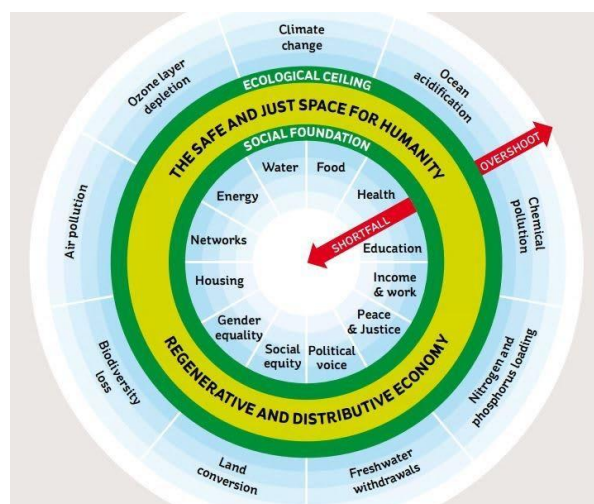 Climate
change
Ocean
acidification
Chemical
pollution
Nitrogen and
phosphorus loading
Freshwater
withdrawals
Land
conversion
Biodiversity
loss
Air pollution
Ozone layer
depletion
ECOLOGICAL CEILING
OVERSHOOT
THE SAFE AND JUST SPACE FOR HUMANITY
REGENERATIVE AND DISTRIBUTIVE ECONOMY
SOCIAL FOUNDATION
SHORTFALL
Water
Food
Health
Education
Income
& work
Peace
& Justice
Political
voice
Social
equity
Gender
equality
Housing
Networks
Energy